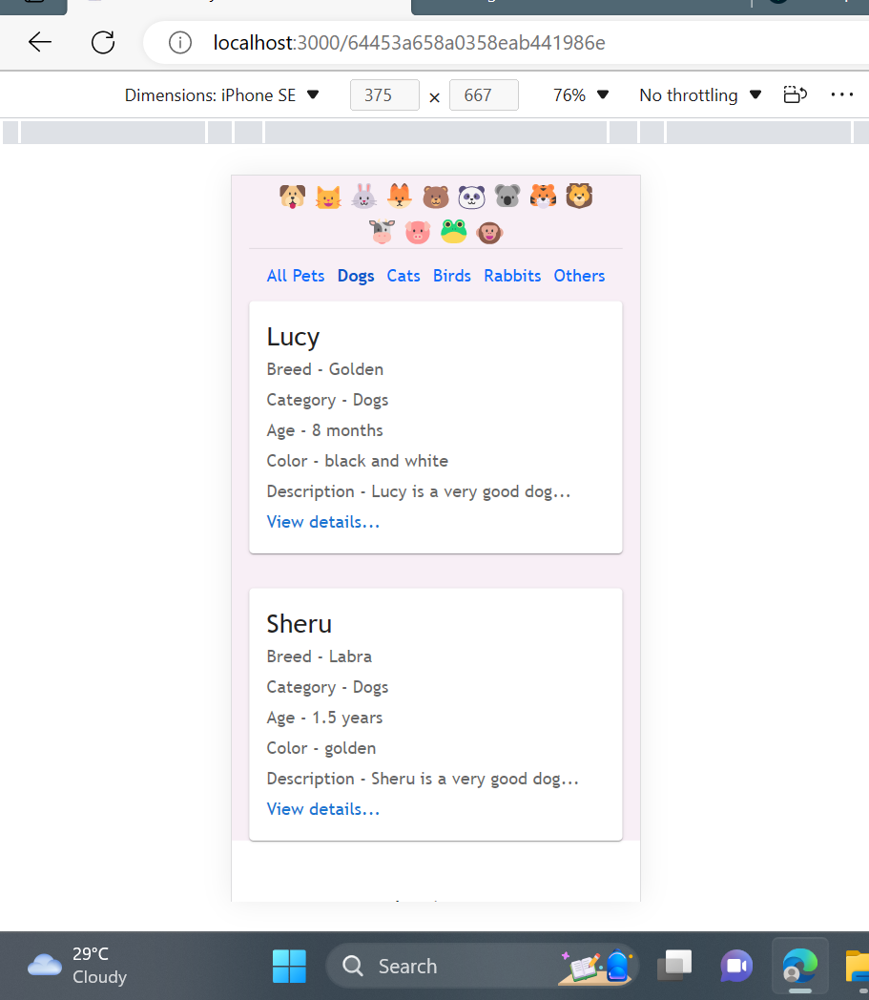 localhost:3000/64453a658a0358eab441986e
Dimensions: iPhone SE 375 × 667 76% No throttling
All Pets Dogs Cats Birds Rabbits Others
Lucy
Breed - Golden
Category - Dogs
Age - 8 months
Color - black and white
Description - Lucy is a very good dog...
View details...
Sheru
Breed - Labra
Category - Dogs
Age - 1.5 years
Color - golden
Description - Sheru is a very good dog...
View details...
29°C
Cloudy
Search